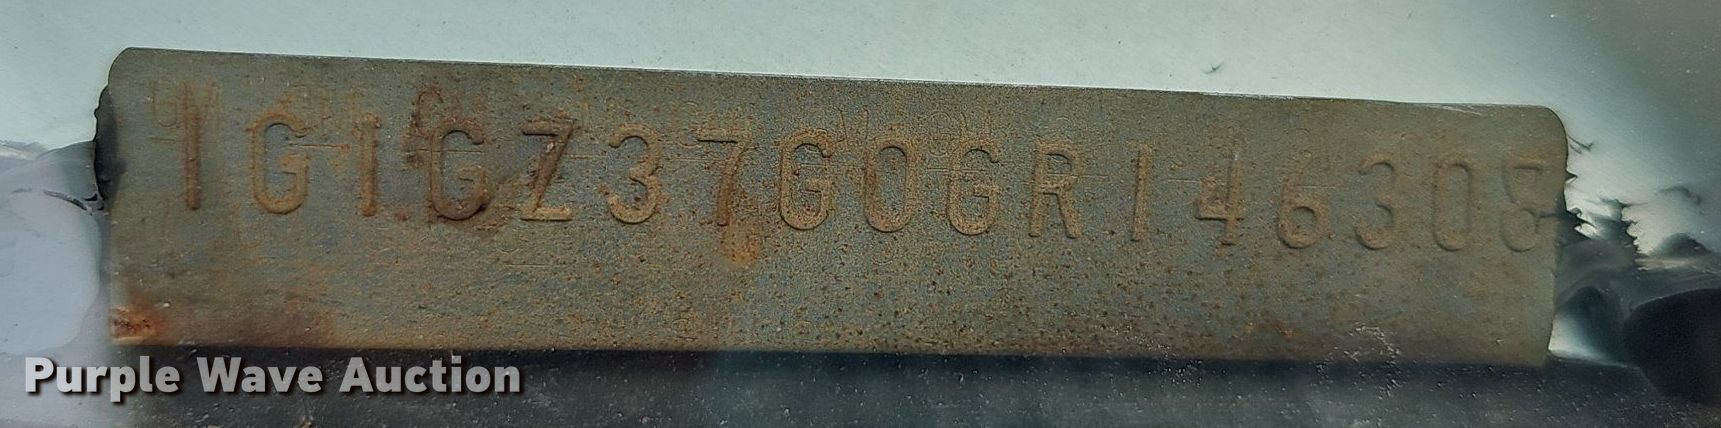 1G1GZ37G0GR146308
Purple Wave Auction